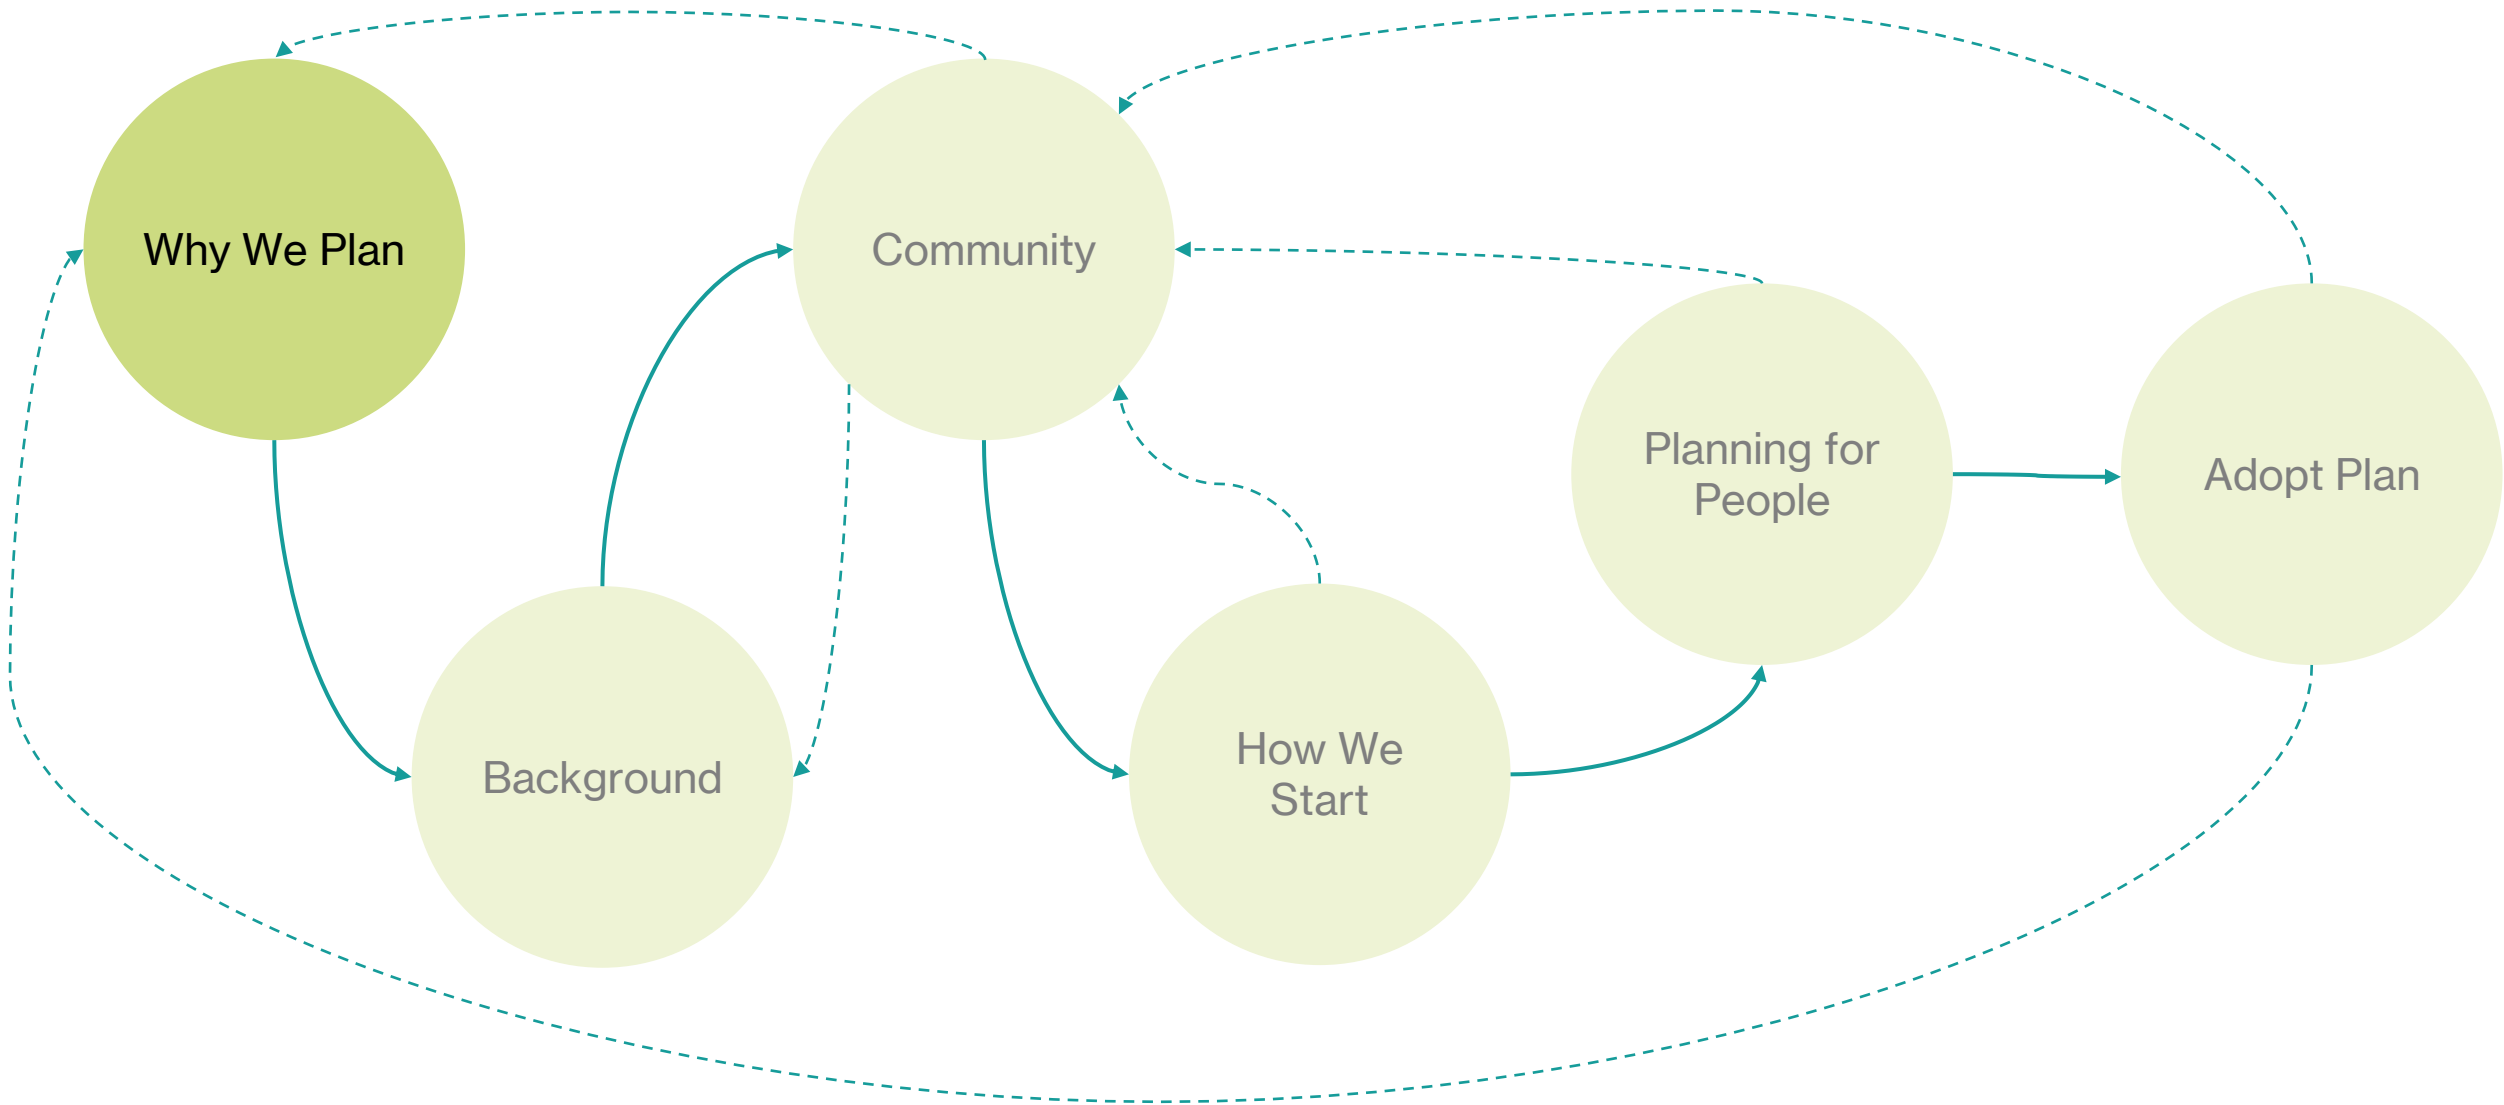 Why We Plan
Community
Planning for
People
Adopt Plan
Background
How We
Start